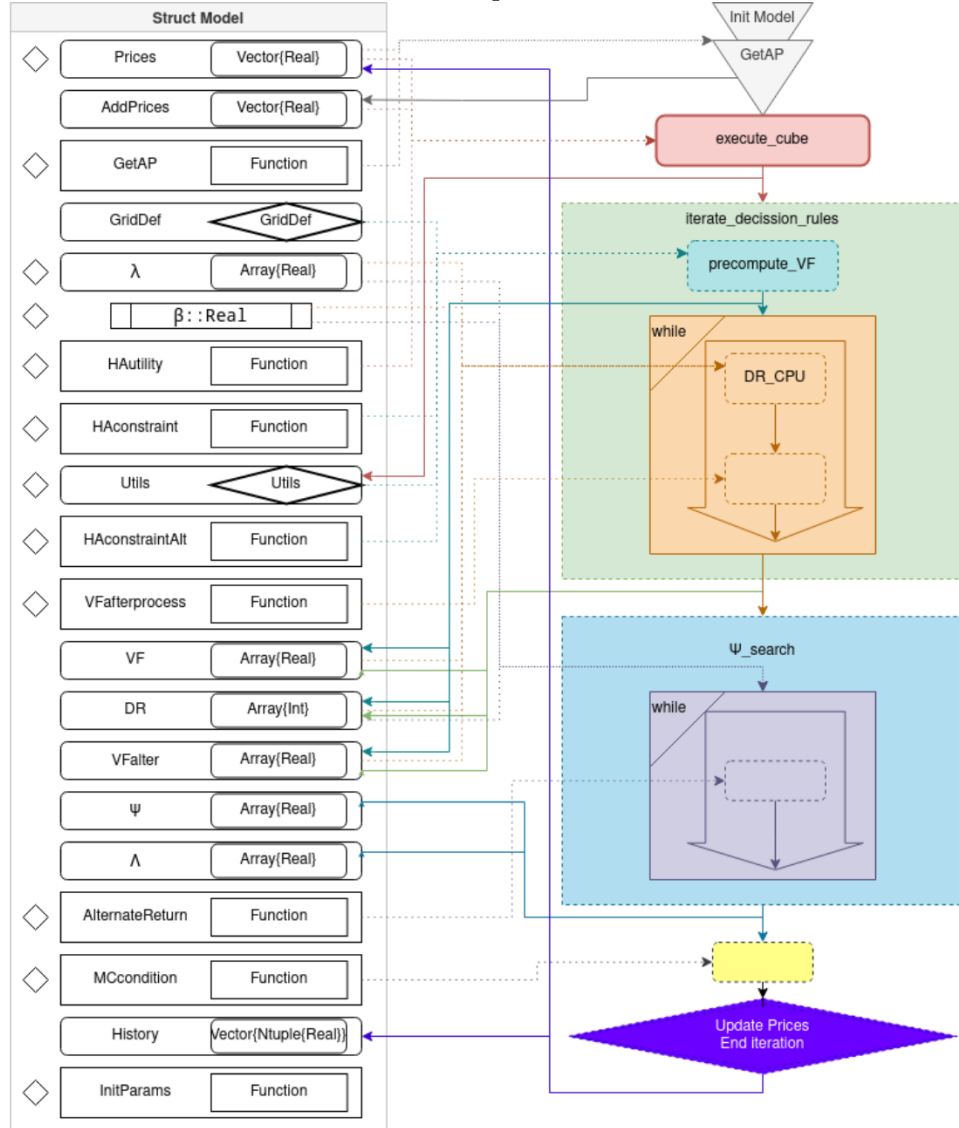 Struct Model
Prices Vector{Real}
AddPrices Vector{Real}
GetAP Function
GridDef GridDef
λ Array{Real}
β::Real
HAutility Function
HAconstraint Function
Utils Utils
HAconstraintAlt Function
VFafterprocess Function
VF Array{Real}
DR Array{Int}
VFalter Array{Real}
Ψ Array{Real}
Λ Array{Real}
AlternateReturn Function
MCcondition Function
History Vector{Ntuple{Real}}
InitParams Function
Init Model
GetAP
execute_cube
iterate_decission_rules
precompute_VF
while
DR_CPU
Ψ_search
while
Update Prices
End iteration